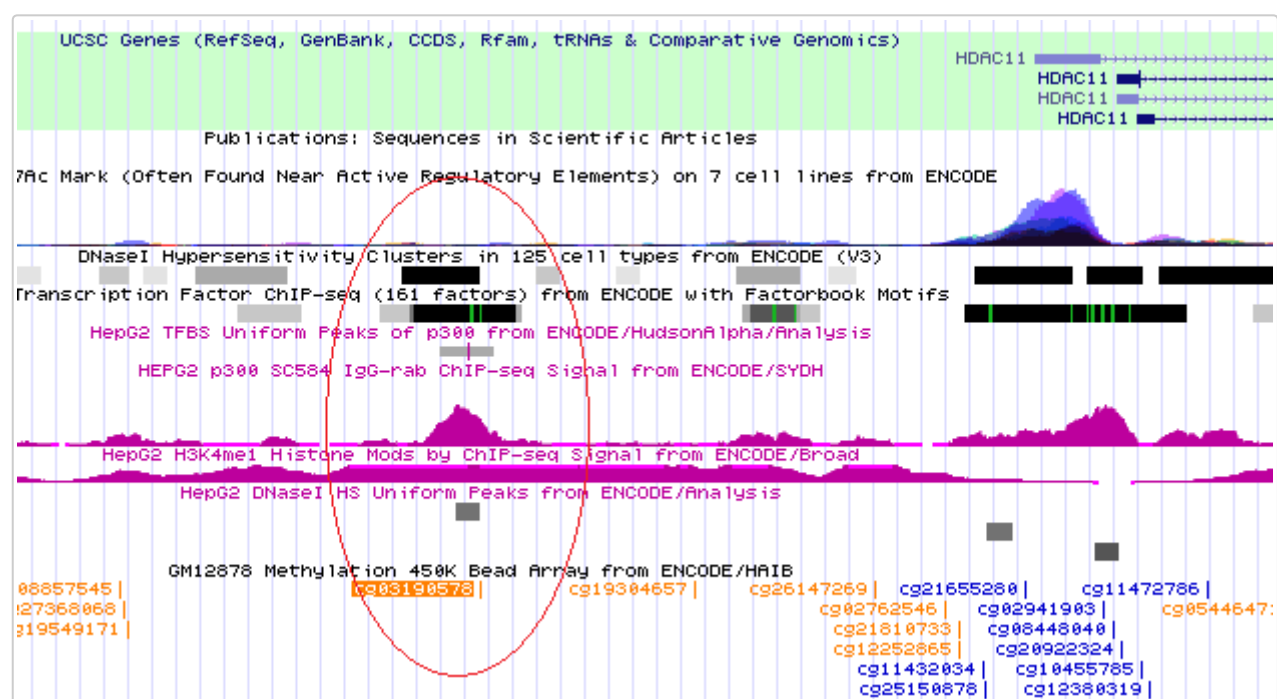 UCSC Genes (RefSeq, GenBank, CCDS, Rfam, tRNAs & Comparative Genomics)
HDAC11
HDAC11
HDAC11
HDAC11
Publications: Sequences in Scientific Articles
7Ac Mark (Often Found Near Active Regulatory Elements) on 7 cell lines from ENCODE
DNaseI Hypersensitivity Clusters in 125 cell types from ENCODE (V3)
Transcription Factor ChIP-seq (161 factors) from ENCODE with Factorbook Motifs
HepG2 TFBS Uniform Peaks of p300 from ENCODE/HudsonAlpha/Analysis
HEPG2 p300 SC584 IgG-rab ChIP-seq Signal from ENCODE/SYDH
HepG2 H3K4me1 Histone Mods by ChIP-seq Signal from ENCODE/Broad
HepG2 DNaseI HS Uniform Peaks from ENCODE/Analysis
GM12878 Methylation 450K Bead Array from ENCODE/HAIB
08857545 cg03190578 cg19304657 cg26147269 cg21655280 cg11472786
27368068 cg02762546 cg02941903 cg05446471
g19549171 cg21810733 cg08448040
cg12252865 cg20922324
cg11432034 cg10455785
cg25150878 cg12380319